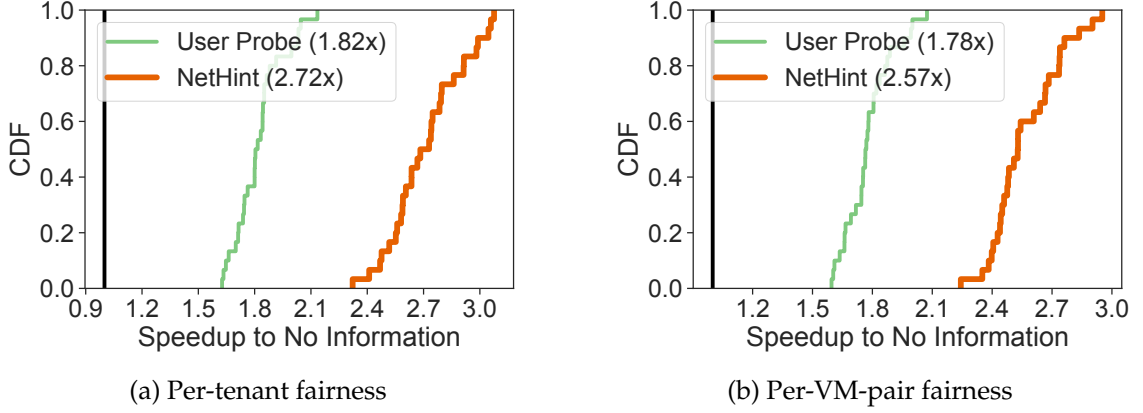 1.0
0.8
0.6
0.4
0.2
0.0
CDF
User Probe (1.82x)
NetHint (2.72x)
0.9 1.2 1.5 1.8 2.1 2.4 2.7 3.0
Speedup to No Information
(a) Per-tenant fairness
1.0
0.8
0.6
0.4
0.2
0.0
CDF
User Probe (1.78x)
NetHint (2.57x)
1.2 1.5 1.8 2.1 2.4 2.7 3.0
Speedup to No Information
(b) Per-VM-pair fairness